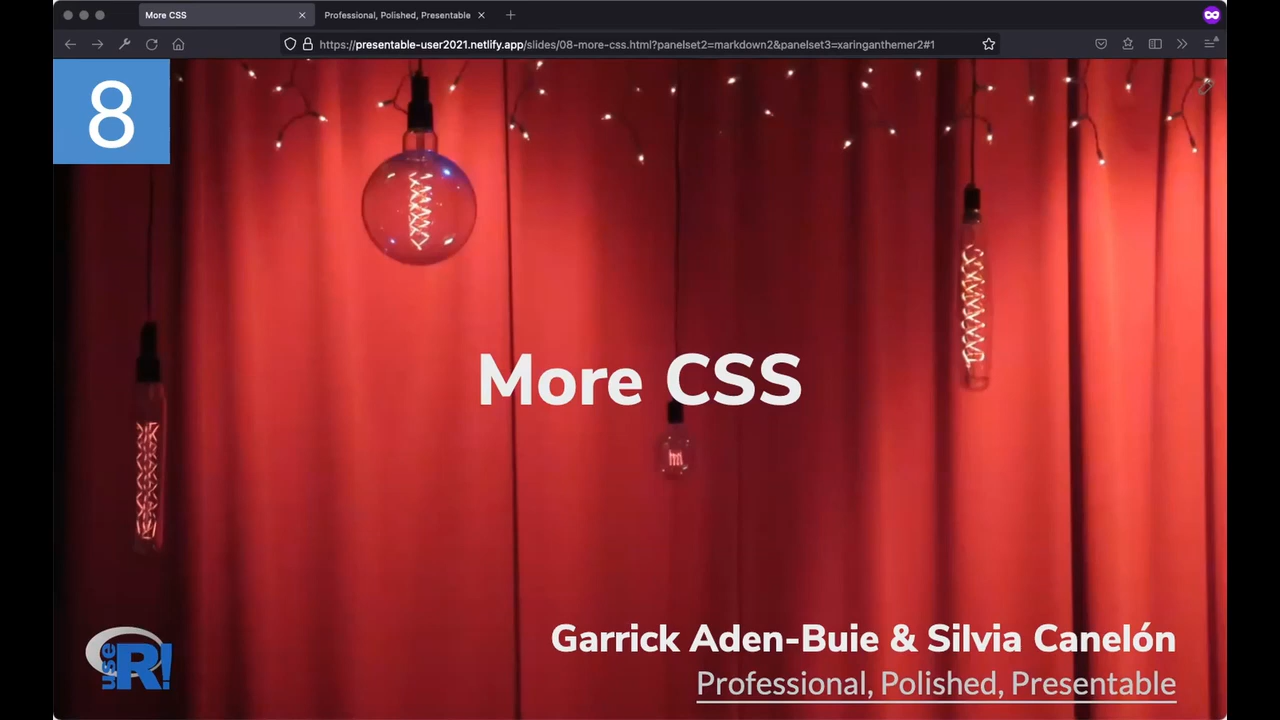 More CSS
Professional, Polished, Presentable
https://presentable-user2021.netlify.app/slides/08-more-css.html?panelset2=markdown2&panelset3=xaringanthemer2#1
8
More CSS
Garrick Aden-Buie & Silvia Canelón
Professional, Polished, Presentable
useR!